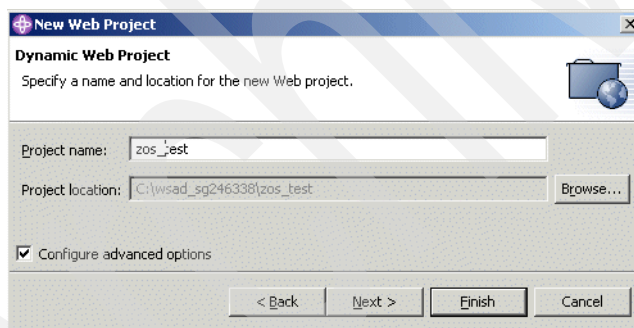 New Web Project
Dynamic Web Project
Specify a name and location for the new Web project.
Project name: zos_test
Project location: C:\wsad_sg246338\zos_test Browse...
Configure advanced options
< Back Next > Finish Cancel